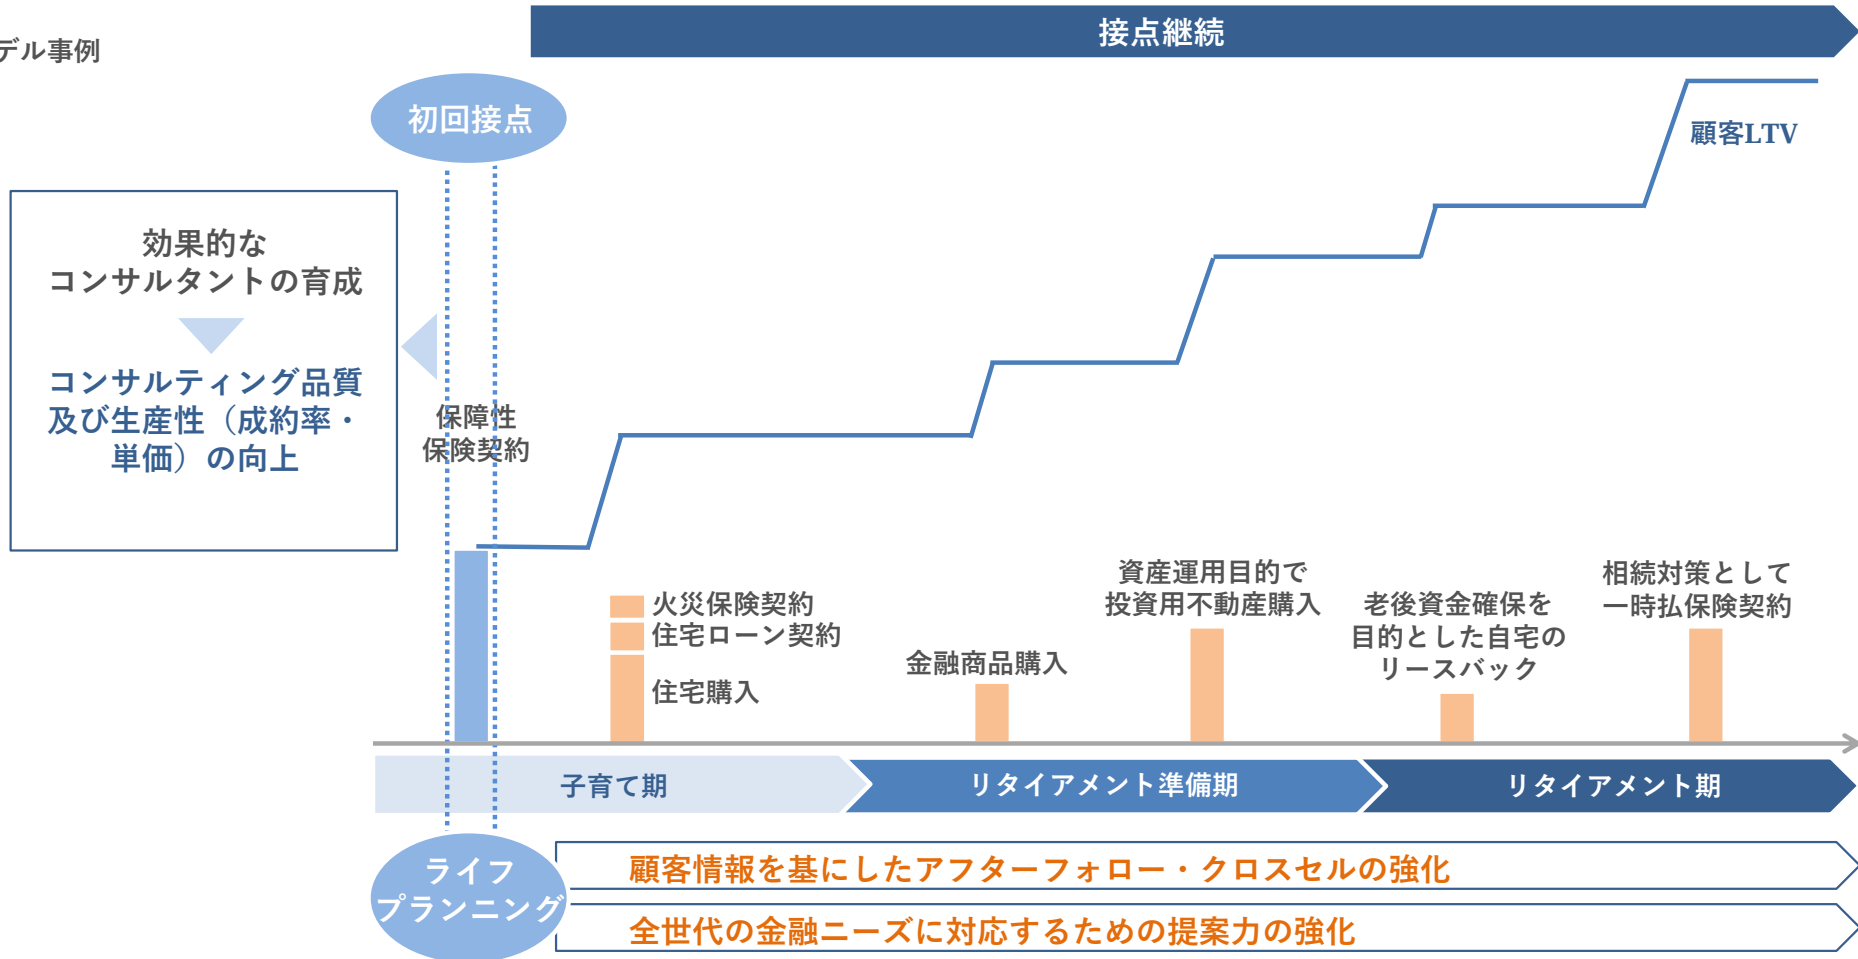 接点継続
デル事例
初回接点
顧客LTV
効果的な
コンサルタントの育成
コンサルティング品質
及び生産性（成約率・
単価）の向上
保障性
保険契約
火災保険契約
住宅ローン契約
住宅購入
金融商品購入
資産運用目的で
投資用不動産購入
老後資金確保を
目的とした自宅の
リースバック
相続対策として
一時払保険契約
子育て期
リタイアメント準備期
リタイアメント期
ライフ
プランニング
顧客情報を基にしたアフターフォロー・クロスセルの強化
全世代の金融ニーズに対応するための提案力の強化